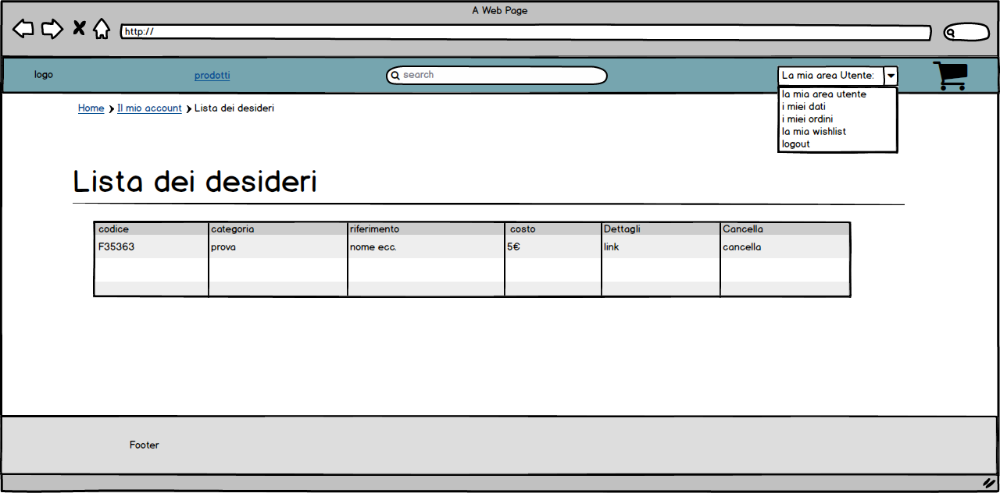 A Web Page
http://
logo
prodotti
search
La mia area Utente:
la mia area utente
i miei dati
i miei ordini
la mia wishlist
logout
Home Il mio account Lista dei desideri
Lista dei desideri
codice categoria riferimento costo Dettagli Cancella
F35363 prova nome ecc. 5€ link cancella
Footer